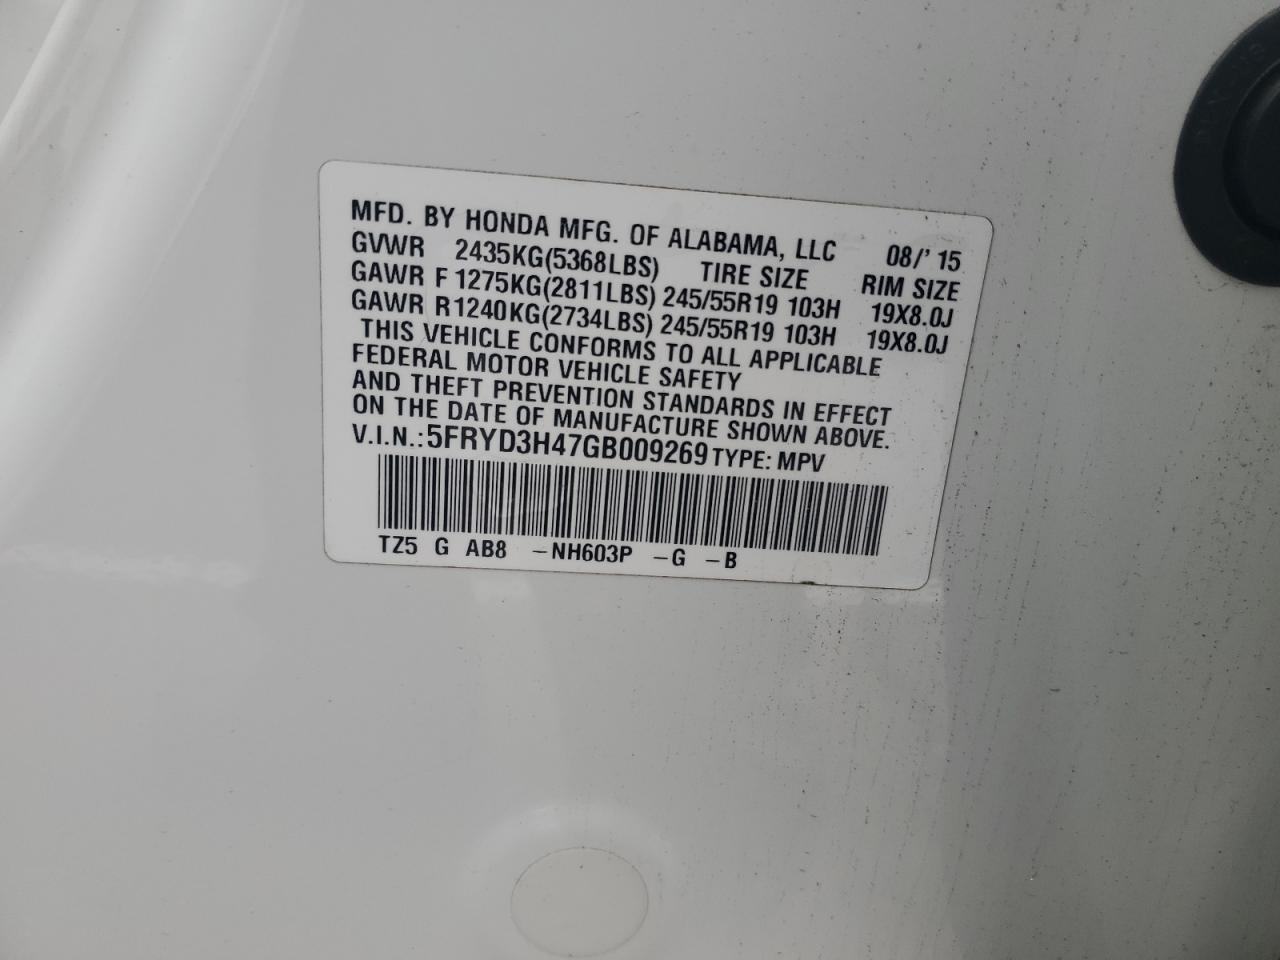 MFD. BY HONDA MFG. OF ALABAMA, LLC 08/'15
GVWR 2435KG(5368LBS) TIRE SIZE RIM SIZE
GAWR F 1275KG(2811LBS) 245/55R19 103H 19X8.0J
GAWR R 1240KG(2734LBS) 245/55R19 103H 19X8.0J
THIS VEHICLE CONFORMS TO ALL APPLICABLE
FEDERAL MOTOR VEHICLE SAFETY
AND THEFT PREVENTION STANDARDS IN EFFECT
ON THE DATE OF MANUFACTURE SHOWN ABOVE.
V.I.N.: 5FRYD3H47GB009269 TYPE: MPV
TZ5 G AB8 -NH603P -G -B